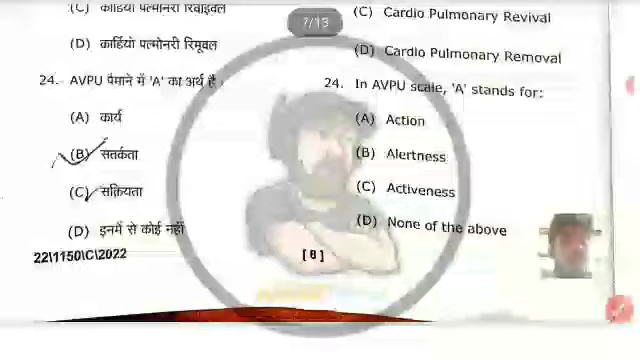 (C) कार्डियो पल्मोनरी रिवाइवल
(C) Cardio Pulmonary Revival
7/13
(D) कार्डियो पल्मोनरी रिमूवल
(D) Cardio Pulmonary Removal
24. AVPU पैमाने में 'A' का अर्थ है :
24. In AVPU scale, 'A' stands for:
(A) कार्य
(A) Action
(B) सतर्कता
(B) Alertness
(C) सक्रियता
(C) Activeness
(D) इनमें से कोई नहीं
(D) None of the above
22\1150\C\2022
[ 8 ]